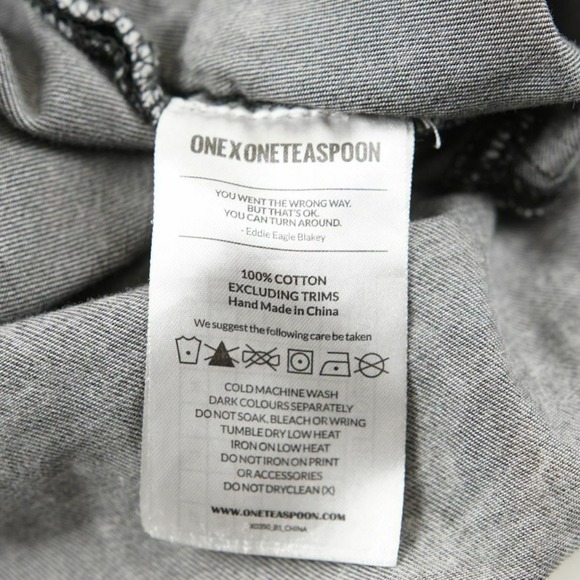 ONEXONETEASPOON
YOU WENT THE WRONG WAY.
BUT THAT'S OK.
YOU CAN TURN AROUND.
- Eddie Eagle Blakey
100% COTTON
EXCLUDING TRIMS
Hand Made in China
We suggest the following care be taken
COLD MACHINE WASH
DARK COLOURS SEPARATELY
DO NOT SOAK, BLEACH OR WRING
TUMBLE DRY LOW HEAT
IRON ON LOW HEAT
DO NOT IRON ON PRINT
OR ACCESSORIES
DO NOT DRYCLEAN (X)
WWW.ONETEASPOON.COM